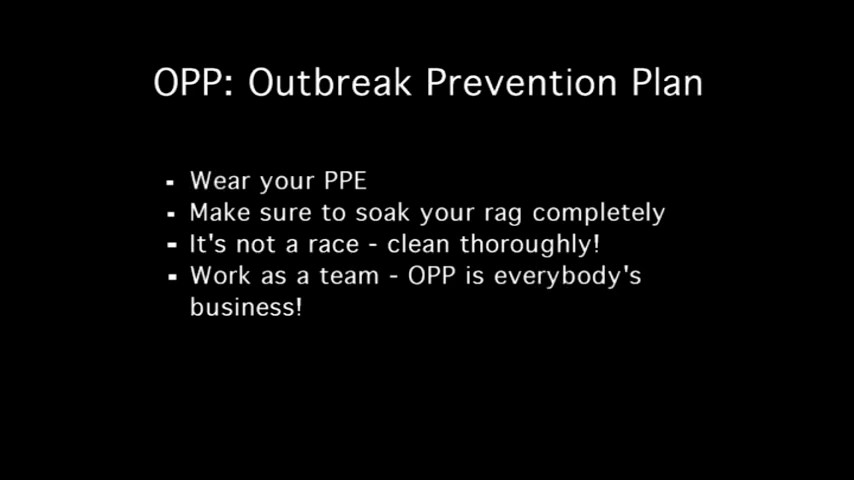 OPP: Outbreak Prevention Plan
- Wear your PPE
- Make sure to soak your rag completely
- It's not a race - clean thoroughly!
- Work as a team - OPP is everybody's
business!